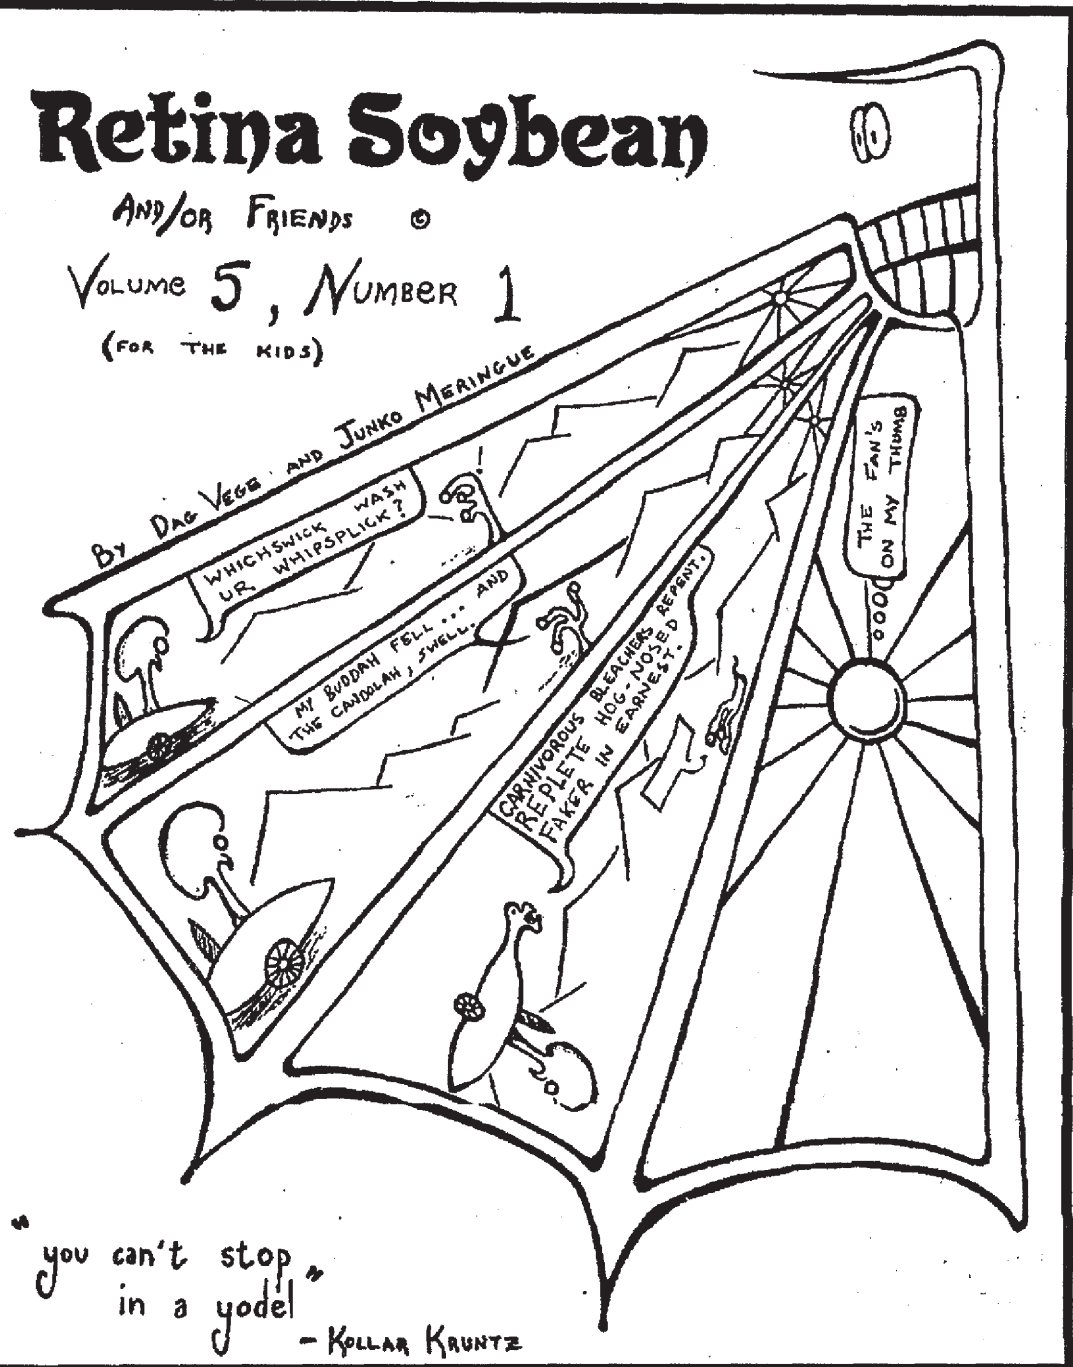 Retina Soybean
AND/OR FRIENDS ©
VOLUME 5, NUMBER 1
(FOR THE KIDS)
BY DAG VEGE AND JUNKO MERINGUE
WHICHSWICK WASH
UR WHIPSPLICK?
!
MY BUDDAH FELL... AND
THE CANDOLAH, SWELL.
CARNIVOROUS BLEACHERS REPENT.
REPLETE HOG-NOSED
FAKER IN EARNEST.
THE FAN'S
ON MY THUMB
"you can't stop
in a yodel"
- KOLLAR KRUNTZ